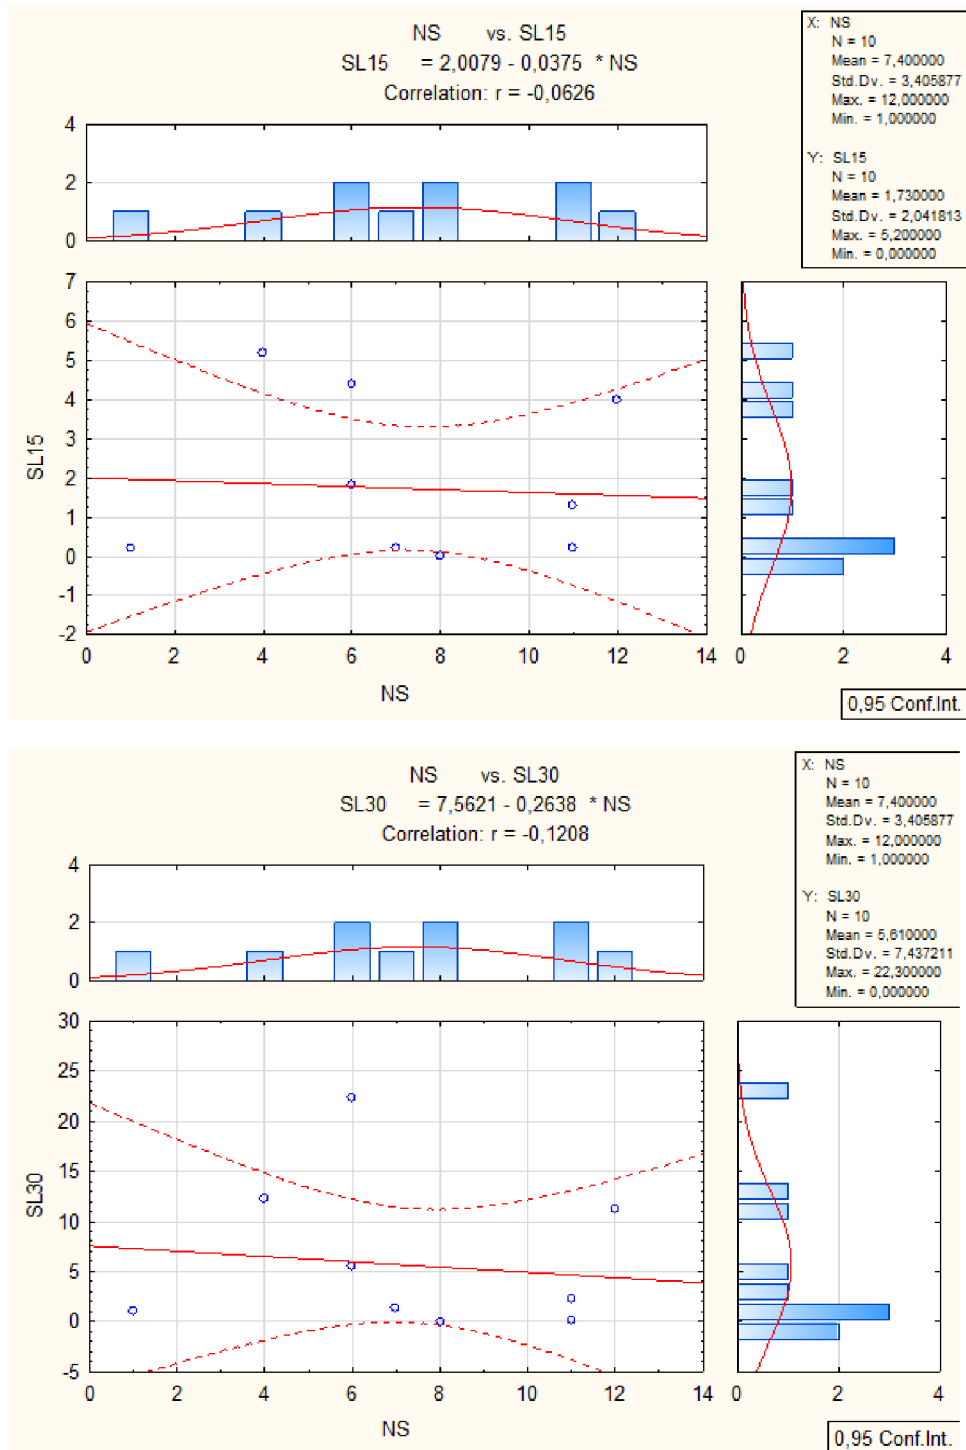 NS vs. SL15
SL15 = 2,0079 - 0,0375 * NS
Correlation: r = -0,0626
X: NS
N = 10
Mean = 7,400000
Std.Dv. = 3,405877
Max. = 12,000000
Min. = 1,000000
Y: SL15
N = 10
Mean = 1,730000
Std.Dv. = 2,041813
Max. = 5,200000
Min. = 0,000000
4
2
0
7
6
5
4
3
2
1
0
-1
-2
SL15
0 2 4 6 8 10 12 14
NS
0 2 4
0,95 Conf.Int.
NS vs. SL30
SL30 = 7,5621 - 0,2638 * NS
Correlation: r = -0,1208
X: NS
N = 10
Mean = 7,400000
Std.Dv. = 3,405877
Max. = 12,000000
Min. = 1,000000
Y: SL30
N = 10
Mean = 5,610000
Std.Dv. = 7,437211
Max. = 22,300000
Min. = 0,000000
4
2
0
30
25
20
15
10
5
0
-5
SL30
0 2 4 6 8 10 12 14
NS
0 2 4
0,95 Conf.Int.